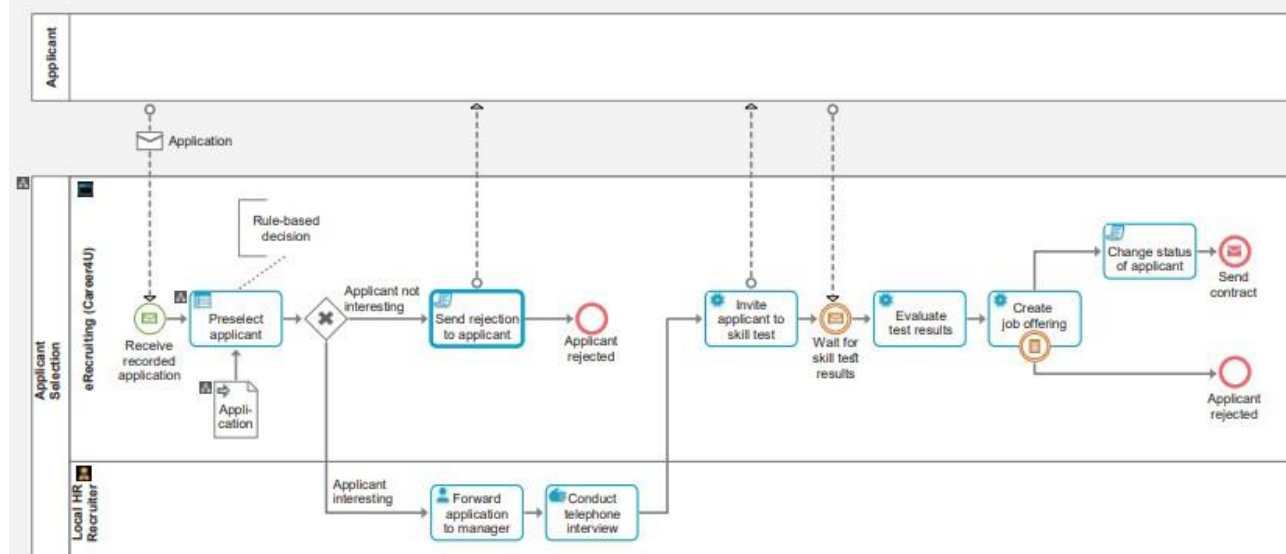 Applicant
Application
Applicant
Selection
eRecruiting (Career4U)
Rule-based
decision
Receive
recorded
application
Preselect
applicant
Appli-
cation
Applicant not
interesting
Send rejection
to applicant
Applicant
rejected
Invite
applicant to
skill test
Wait for
skill test
results
Evaluate
test results
Create
job offering
Change status
of applicant
Send
contract
Applicant
rejected
Local HR
Recruiter
Applicant
interesting
Forward
application
to manager
Conduct
telephone
interview